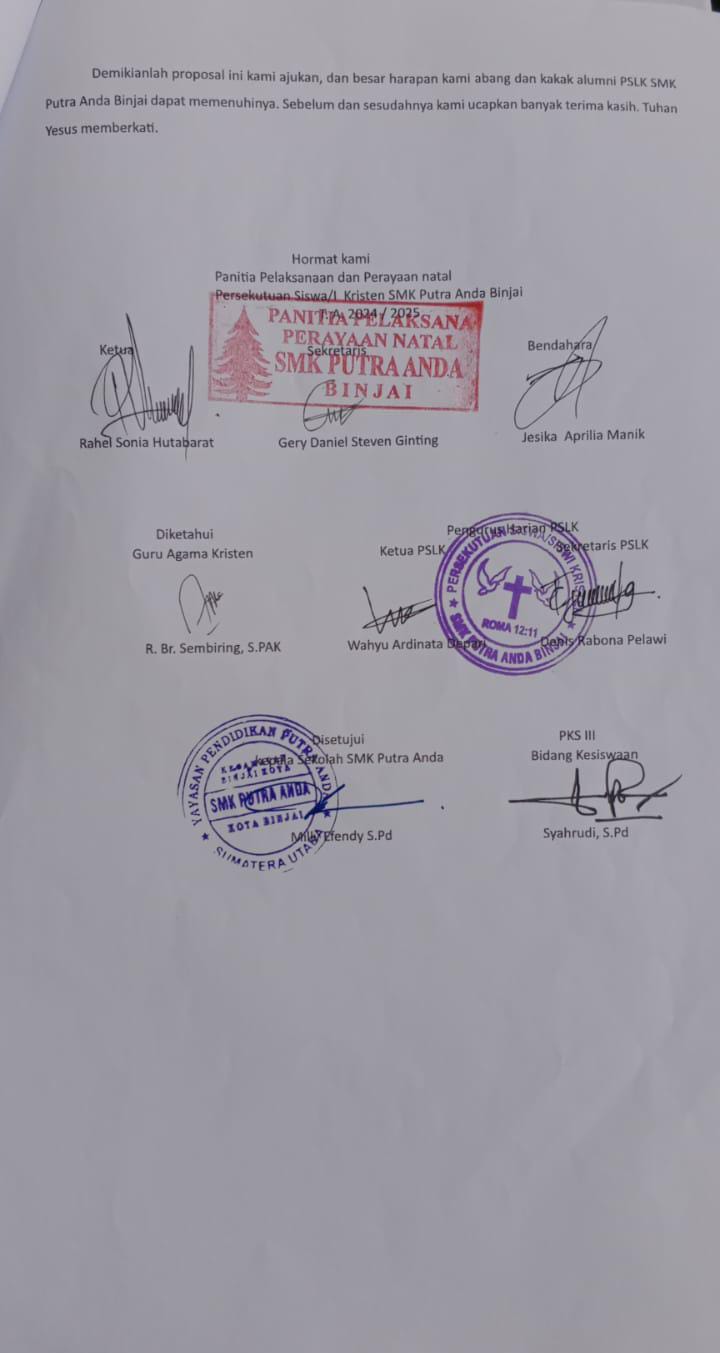 Demikianlah proposal ini kami ajukan, dan besar harapan kami abang dan kakak alumni PSLK SMK
Putra Anda Binjai dapat memenuhinya. Sebelum dan sesudahnya kami ucapkan banyak terima kasih. Tuhan
Yesus memberkati.
Hormat kami
Panitia Pelaksanaan dan Perayaan natal
Persekutuan Siswa/I Kristen SMK Putra Anda Binjai
T.A. 2024 / 2025
PANITIA PELAKSANA
PERAYAAN NATAL
SMK PUTRA ANDA
BINJAI
Ketua
Sekretaris
Bendahara
Rahel Sonia Hutabarat
Gery Daniel Steven Ginting
Jesika Aprilia Manik
Diketahui
Guru Agama Kristen
Pengurus Harian PSLK
Ketua PSLK
Sekretaris PSLK
PERSEKUTUAN SISWA/SISWI KRISTEN
ROMA 12:11
SMK PUTRA ANDA BINJAI
R. Br. Sembiring, S.PAK
Wahyu Ardinata Depari
Denis Rabona Pelawi
Disetujui
Kepala Sekolah SMK Putra Anda
PKS III
Bidang Kesiswaan
YAYASAN PENDIDIKAN PUTRA ANDA
BINJAI KOTA
SMK PUTRA ANDA
KOTA BINJAI
SUMATERA UTARA
Efendy S.Pd
Syahrudi, S.Pd